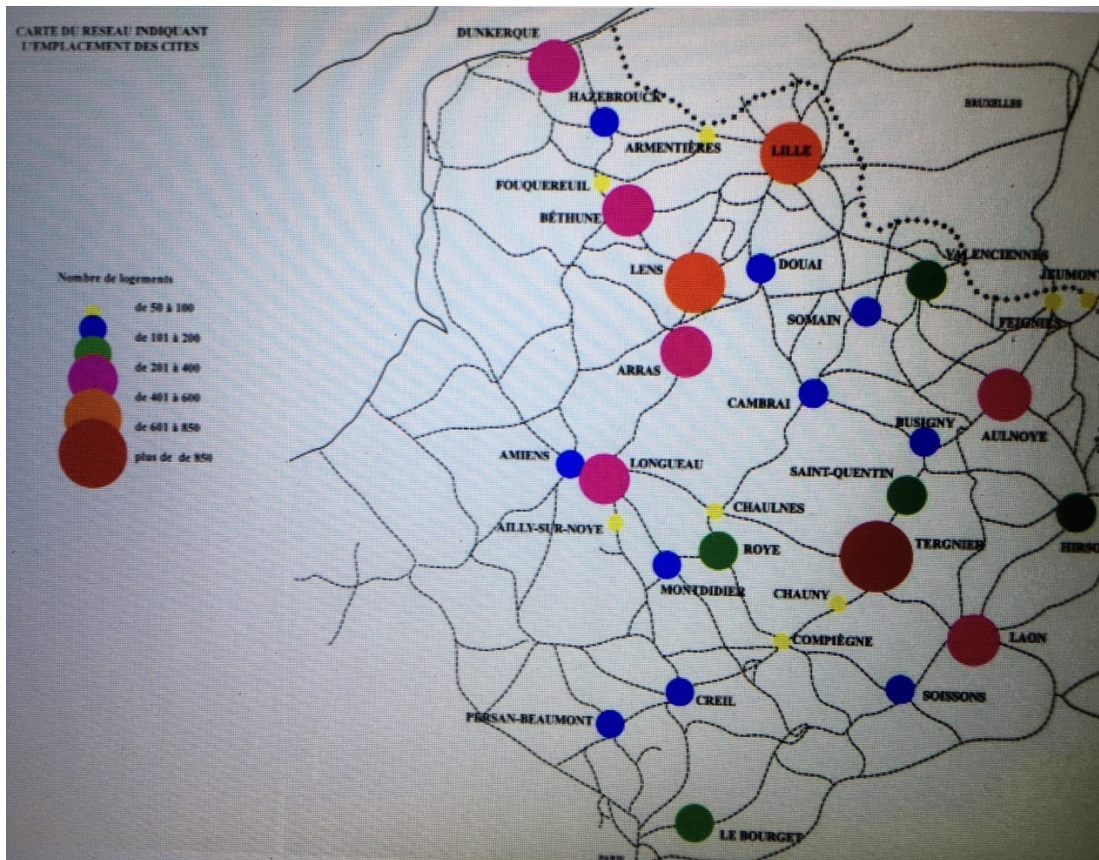 CARTE DU RESEAU INDIQUANT
L'EMPLACEMENT DES CITES
DUNKERQUE
HAZEBROUCK
BRUXELLES
ARMENTIÈRES
LILLE
FOUQUEREUIL
BÉTHUNE
LENS
DOUAI
VALENCIENNES
JEUMONT
Nombre de logements
de 50 à 100
SOMAIN
FEIGNIES
de 101 à 200
de 201 à 400
ARRAS
de 401 à 600
CAMBRAI
de 601 à 850
BUSIGNY
AULNOYE
plus de de 850
AMIENS
LONGUEAU
SAINT-QUENTIN
CHAULNES
AILLY-SUR-NOYE
ROYE
TERGNIER
HIRSO
MONTDIDIER
CHAUNY
COMPIÈGNE
LAON
CREIL
SOISSONS
PERSAN-BEAUMONT
LE BOURGET
PARIS